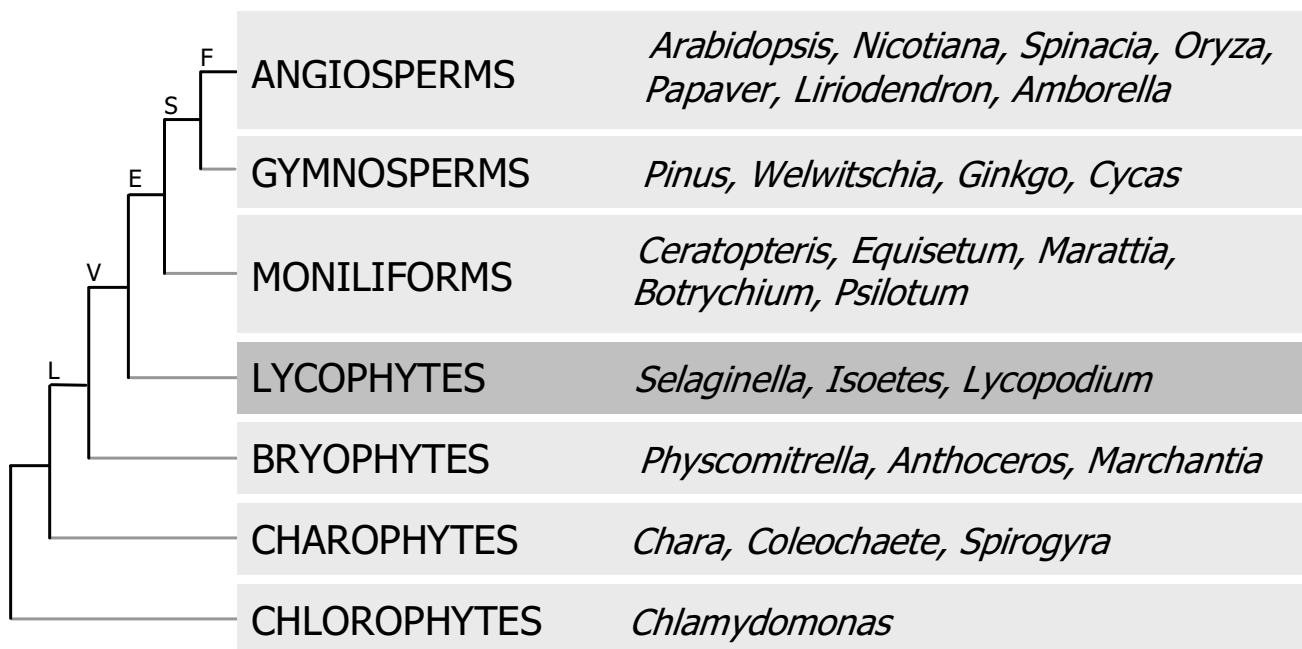 F
ANGIOSPERMS
Arabidopsis, Nicotiana, Spinacia, Oryza,
Papaver, Liriodendron, Amborella
S
GYMNOSPERMS
Pinus, Welwitschia, Ginkgo, Cycas
E
MONILIFORMS
Ceratopteris, Equisetum, Marattia,
Botrychium, Psilotum
V
LYCOPHYTES
Selaginella, Isoetes, Lycopodium
L
BRYOPHYTES
Physcomitrella, Anthoceros, Marchantia
CHAROPHYTES
Chara, Coleochaete, Spirogyra
CHLOROPHYTES
Chlamydomonas